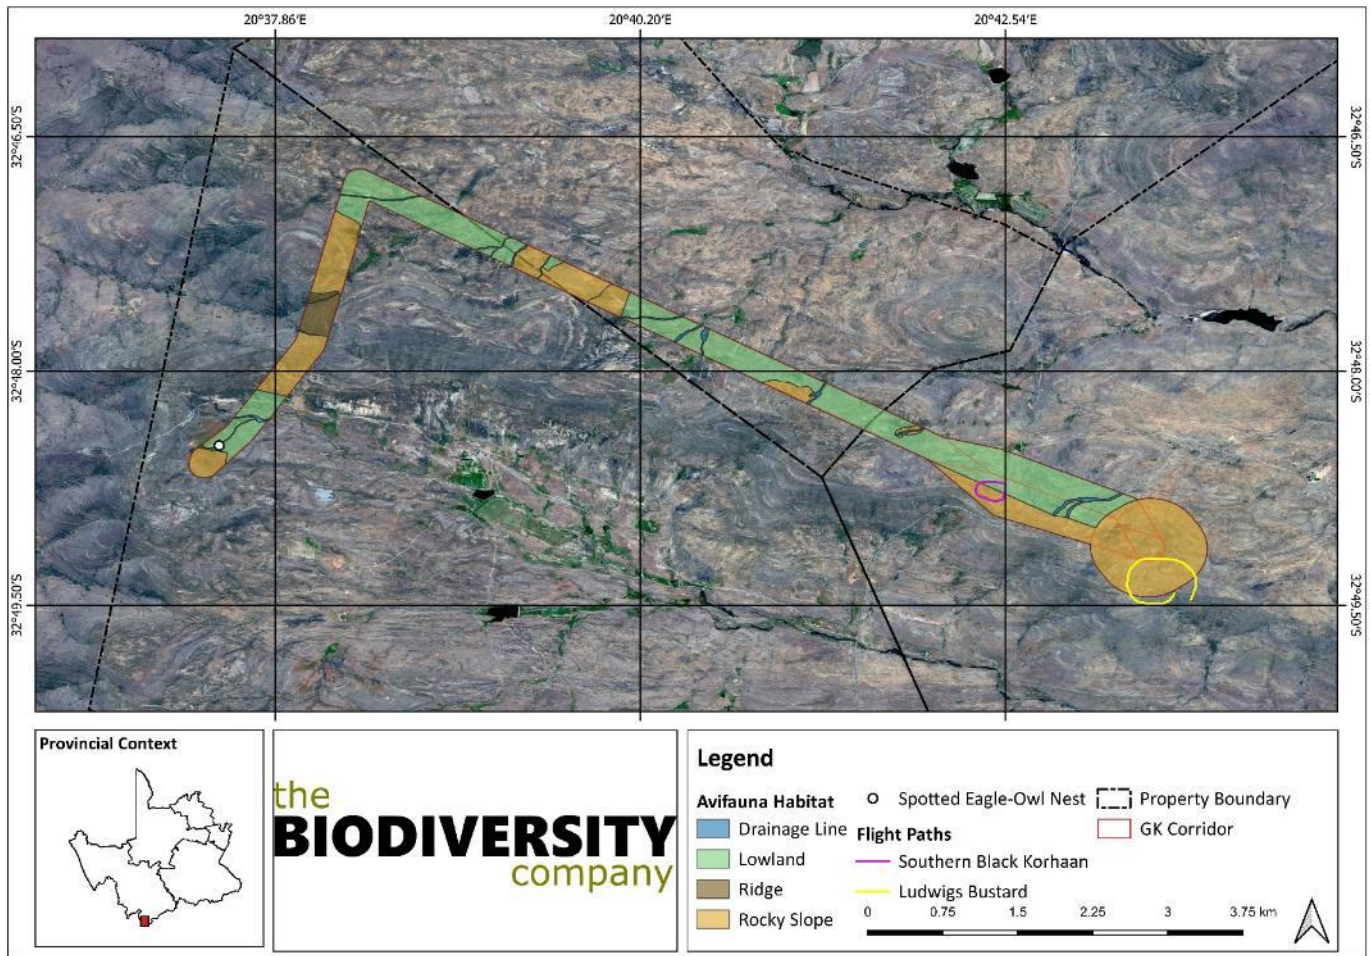 20°37.86′E 20°40.20′E 20°42.54′E
32°46.50′S 32°46.50′S
32°48.00′S 32°48.00′S
32°49.50′S 32°49.50′S
Provincial Context
the
BIODIVERSITY
company
Legend
Avifauna Habitat
Drainage Line
Lowland
Ridge
Rocky Slope
Spotted Eagle-Owl Nest
Flight Paths
Southern Black Korhaan
Ludwigs Bustard
Property Boundary
GK Corridor
0 0.75 1.5 2.25 3 3.75 km